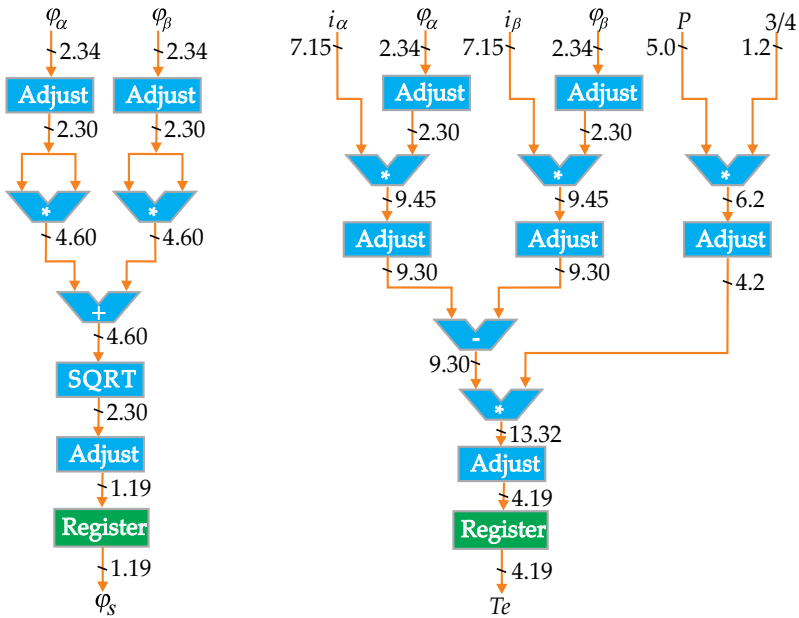 φα φβ iα φα iβ φβ P 3/4
2.34 2.34 7.15 2.34 7.15 2.34 5.0 1.2
Adjust Adjust Adjust Adjust
2.30 2.30 2.30 2.30
* * * * *
4.60 4.60 9.45 9.45 6.2
Adjust Adjust Adjust
9.30 9.30 4.2
+ -
4.60 9.30
SQRT *
2.30 13.32
Adjust Adjust
1.19 4.19
Register Register
1.19 4.19
φs Te